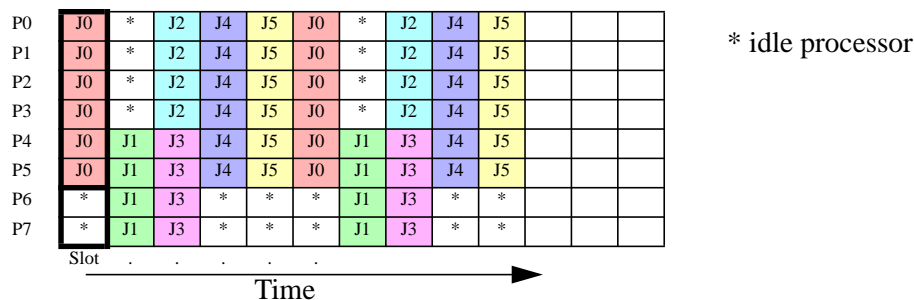 P0 J0 * J2 J4 J5 J0 * J2 J4 J5
P1 J0 * J2 J4 J5 J0 * J2 J4 J5
* idle processor
P2 J0 * J2 J4 J5 J0 * J2 J4 J5
P3 J0 * J2 J4 J5 J0 * J2 J4 J5
P4 J0 J1 J3 J4 J5 J0 J1 J3 J4 J5
P5 J0 J1 J3 J4 J5 J0 J1 J3 J4 J5
P6 * J1 J3 * * * J1 J3 * *
P7 * J1 J3 * * * J1 J3 * *
Slot . . . . .
Time